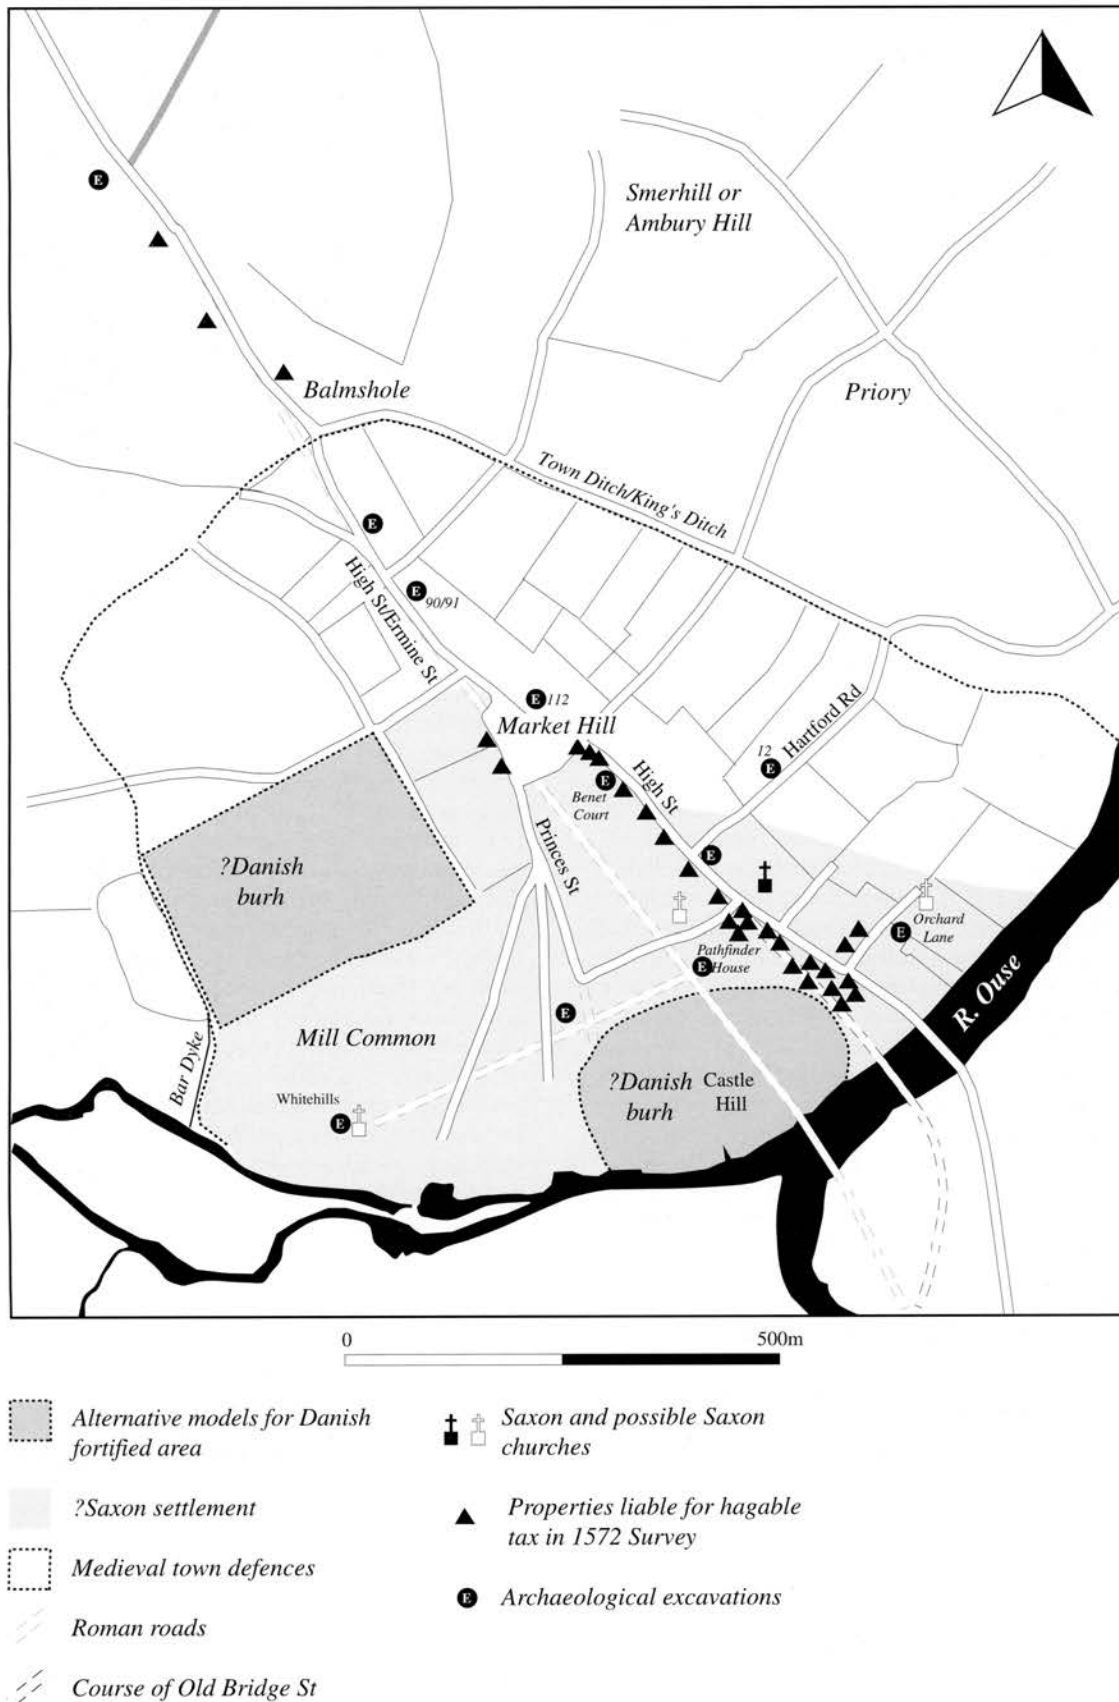 E
Smerhill or
Ambury Hill
Balmshole
Priory
Town Ditch/King's Ditch
E
High St/Ermine St
E
90/91
E
112
Market Hill
12
E
Hartford Rd
E
Benet
Court
High St
Princes St
E
?Danish
burh
Orchard
Lane
E
Pathfinder
House
E
R. Ouse
E
Mill Common
Bar Dyke
?Danish
burh
Castle
Hill
Whitehills
E
0
500m
Alternative models for Danish
fortified area
?Saxon settlement
Medieval town defences
Roman roads
Course of Old Bridge St
Saxon and possible Saxon
churches
Properties liable for hagable
tax in 1572 Survey
E
Archaeological excavations